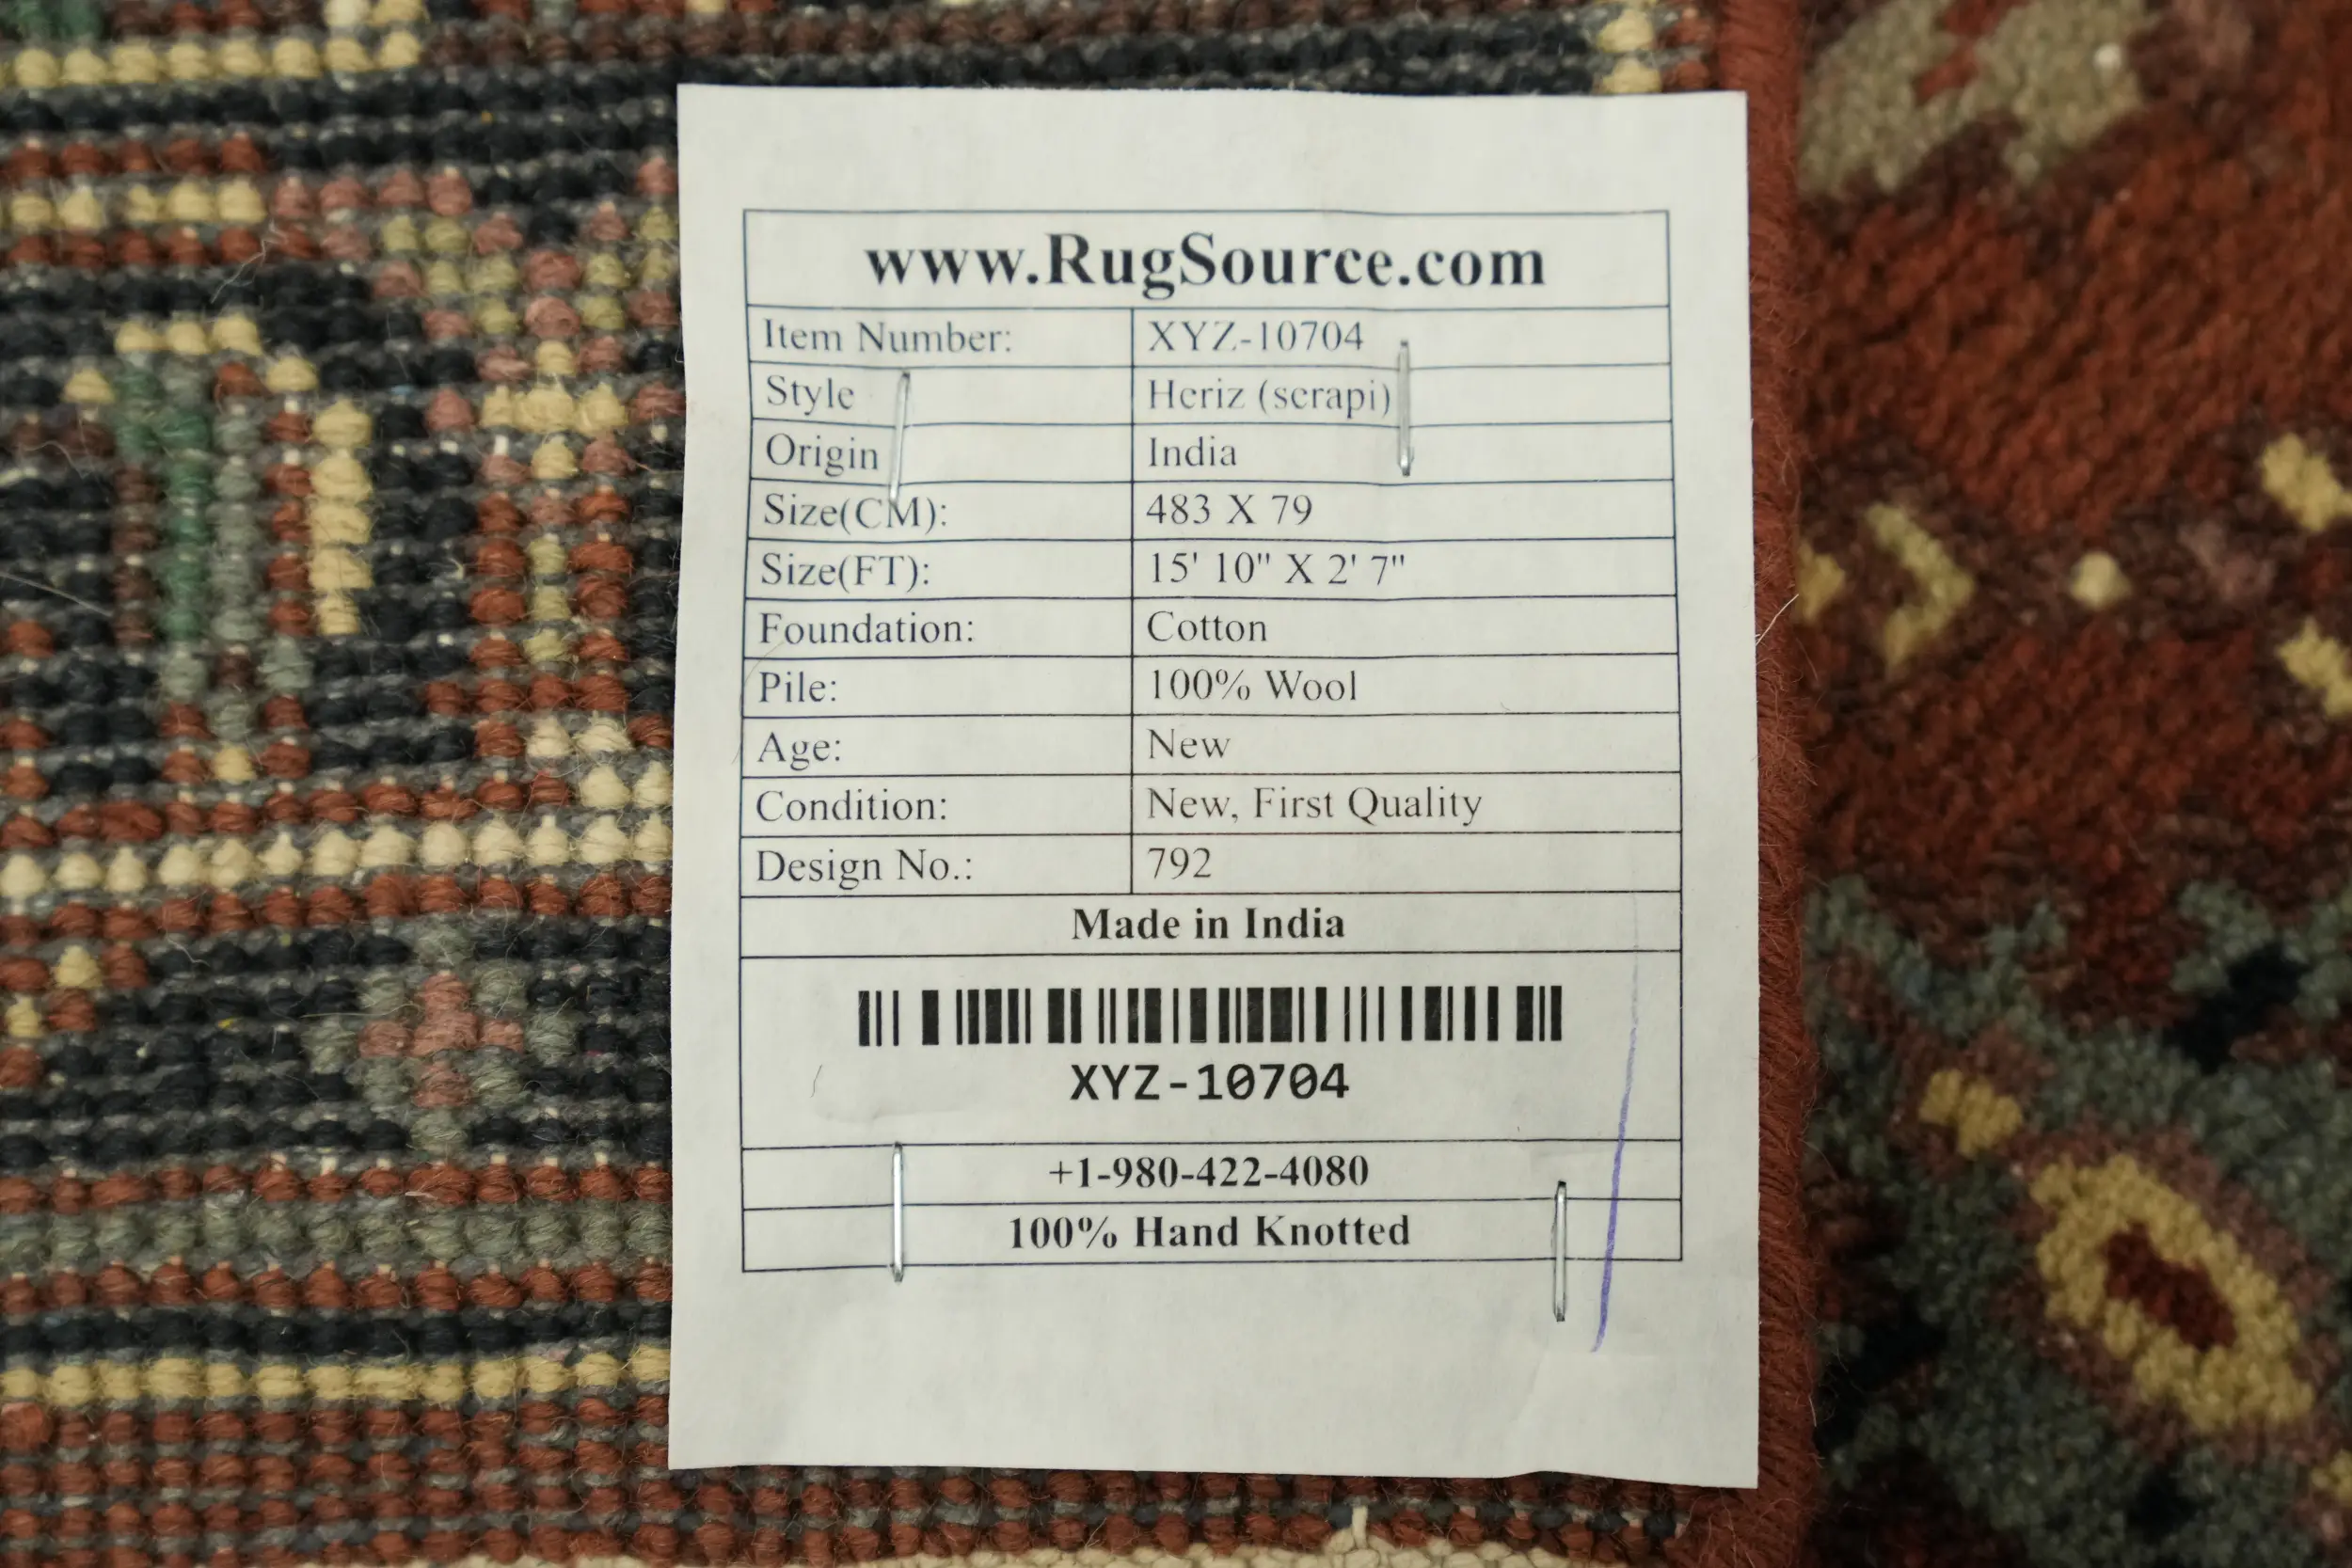 www.RugSource.com
Item Number: XYZ-10704
Style Heriz (serapi)
Origin India
Size(CM): 483 X 79
Size(FT): 15' 10" X 2' 7"
Foundation: Cotton
Pile: 100% Wool
Age: New
Condition: New, First Quality
Design No.: 792
Made in India
XYZ-10704
+1-980-422-4080
100% Hand Knotted